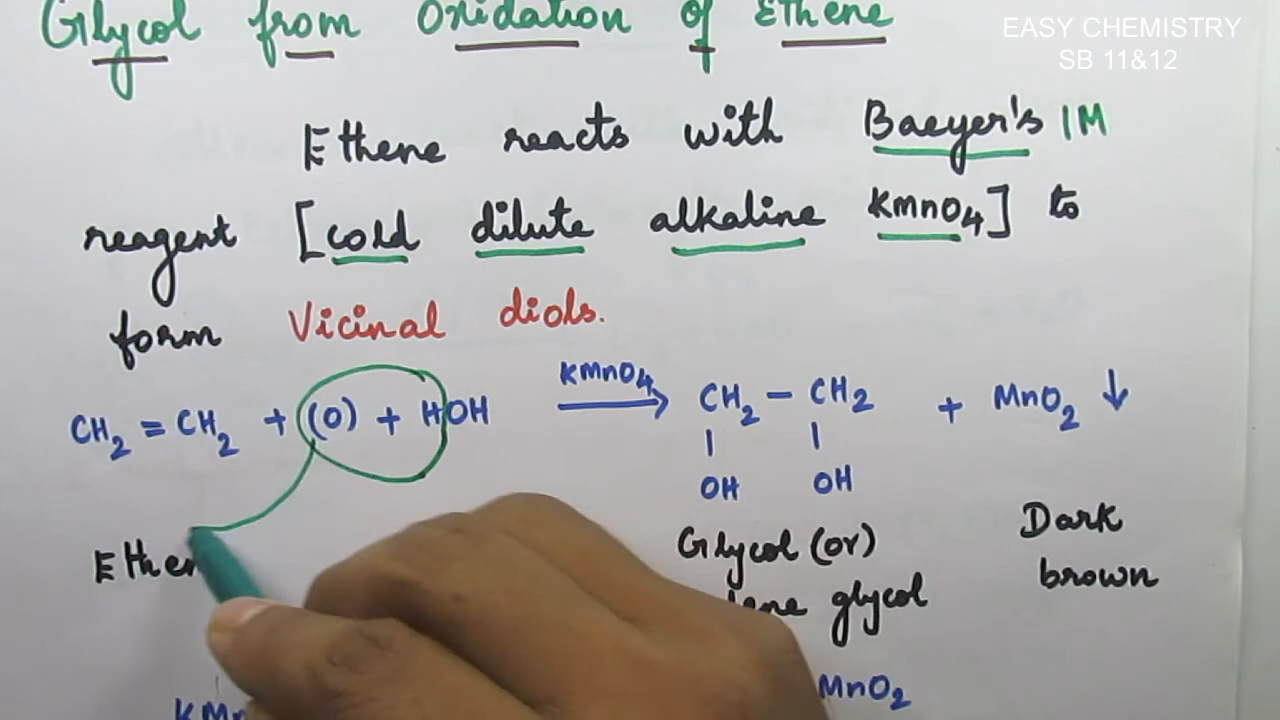 Glycol from Oxidation of Ethene
EASY CHEMISTRY
SB 11&12
Ethene reacts with Baeyer's 1M
reagent [cold dilute alkaline KmnO4] to
form Vicinal diols.
CH2 = CH2 + (O) + HOH KMnO4 → CH2 – CH2 + MnO2 ↓
OH OH
Glycol (or)
Dark
brown
glycol
MnO2